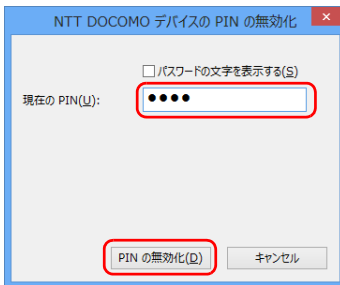 NTT DOCOMO デバイスの PIN の無効化
パスワードの文字を表示する(S)
現在の PIN(U):
●●●●
PIN の無効化(D)
キャンセル